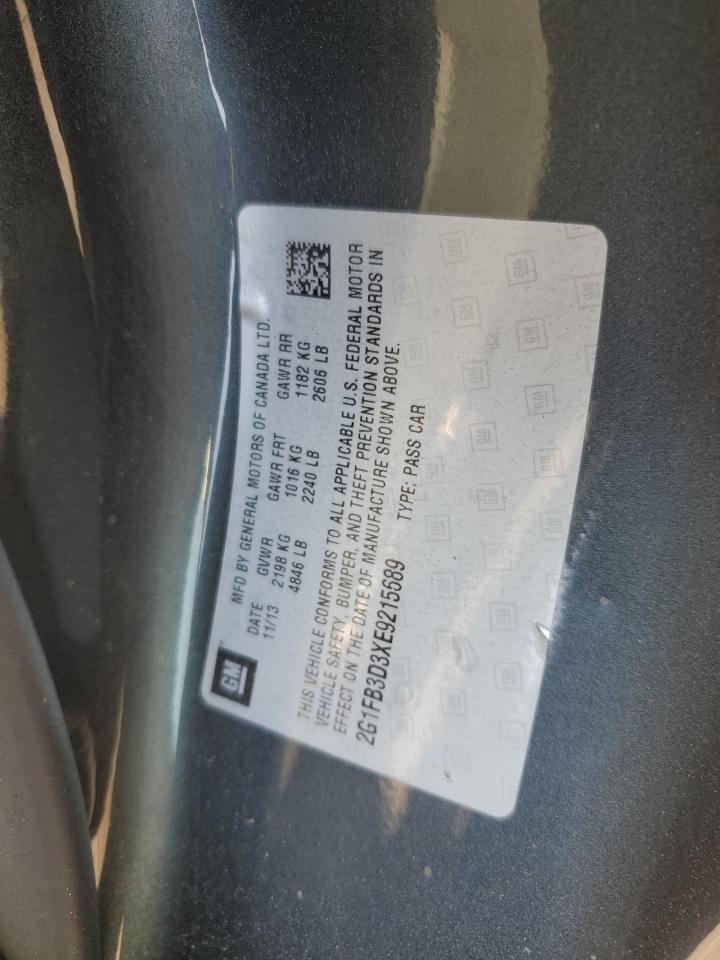 GM
MFD BY GENERAL MOTORS OF CANADA LTD.
DATE GVWR GAWR FRT GAWR RR
11/13 2198 KG 1016 KG 1182 KG
4846 LB 2240 LB 2606 LB
THIS VEHICLE CONFORMS TO ALL APPLICABLE U.S. FEDERAL MOTOR
VEHICLE SAFETY, BUMPER, AND THEFT PREVENTION STANDARDS IN
EFFECT ON THE DATE OF MANUFACTURE SHOWN ABOVE.
2G1FB3D3XE9215689 TYPE: PASS CAR